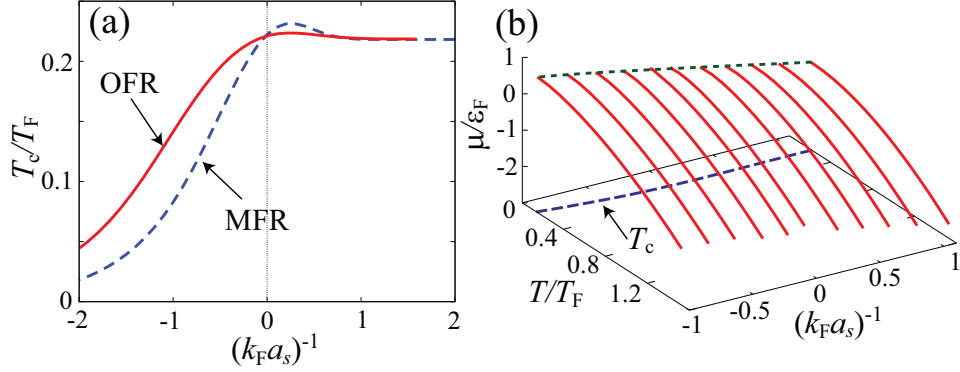 (a)
T_c/T_F
0.2
0.1
0
OFR
MFR
-2
-1
0
1
2
(k_F a_s)^-1
(b)
μ/ε_F
1
0
-1
-2
0
0.4
0.8
1.2
T/T_F
T_c
-1
-0.5
0
0.5
1
(k_F a_s)^-1